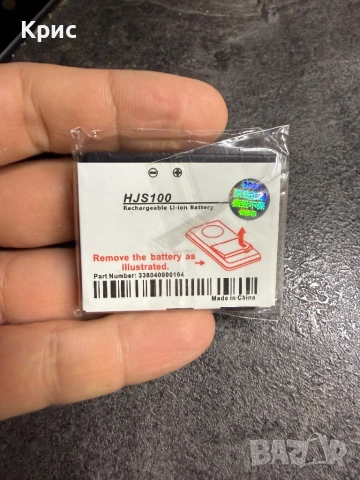 Крис
HJS100
Rechargeable Li-ion Battery
Remove the battery as
illustrated.
Part Number: 338040000164
Made in China
BAZAR